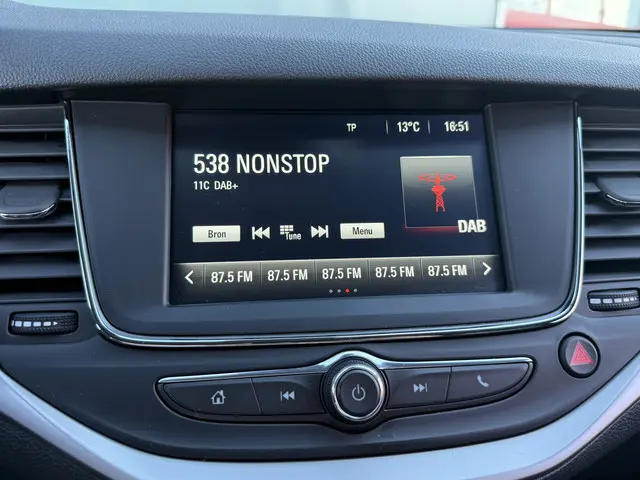 TP 13°C 16:51
538 NONSTOP
11C DAB+
DAB
Bron Tune Menu
87.5 FM 87.5 FM 87.5 FM 87.5 FM 87.5 FM